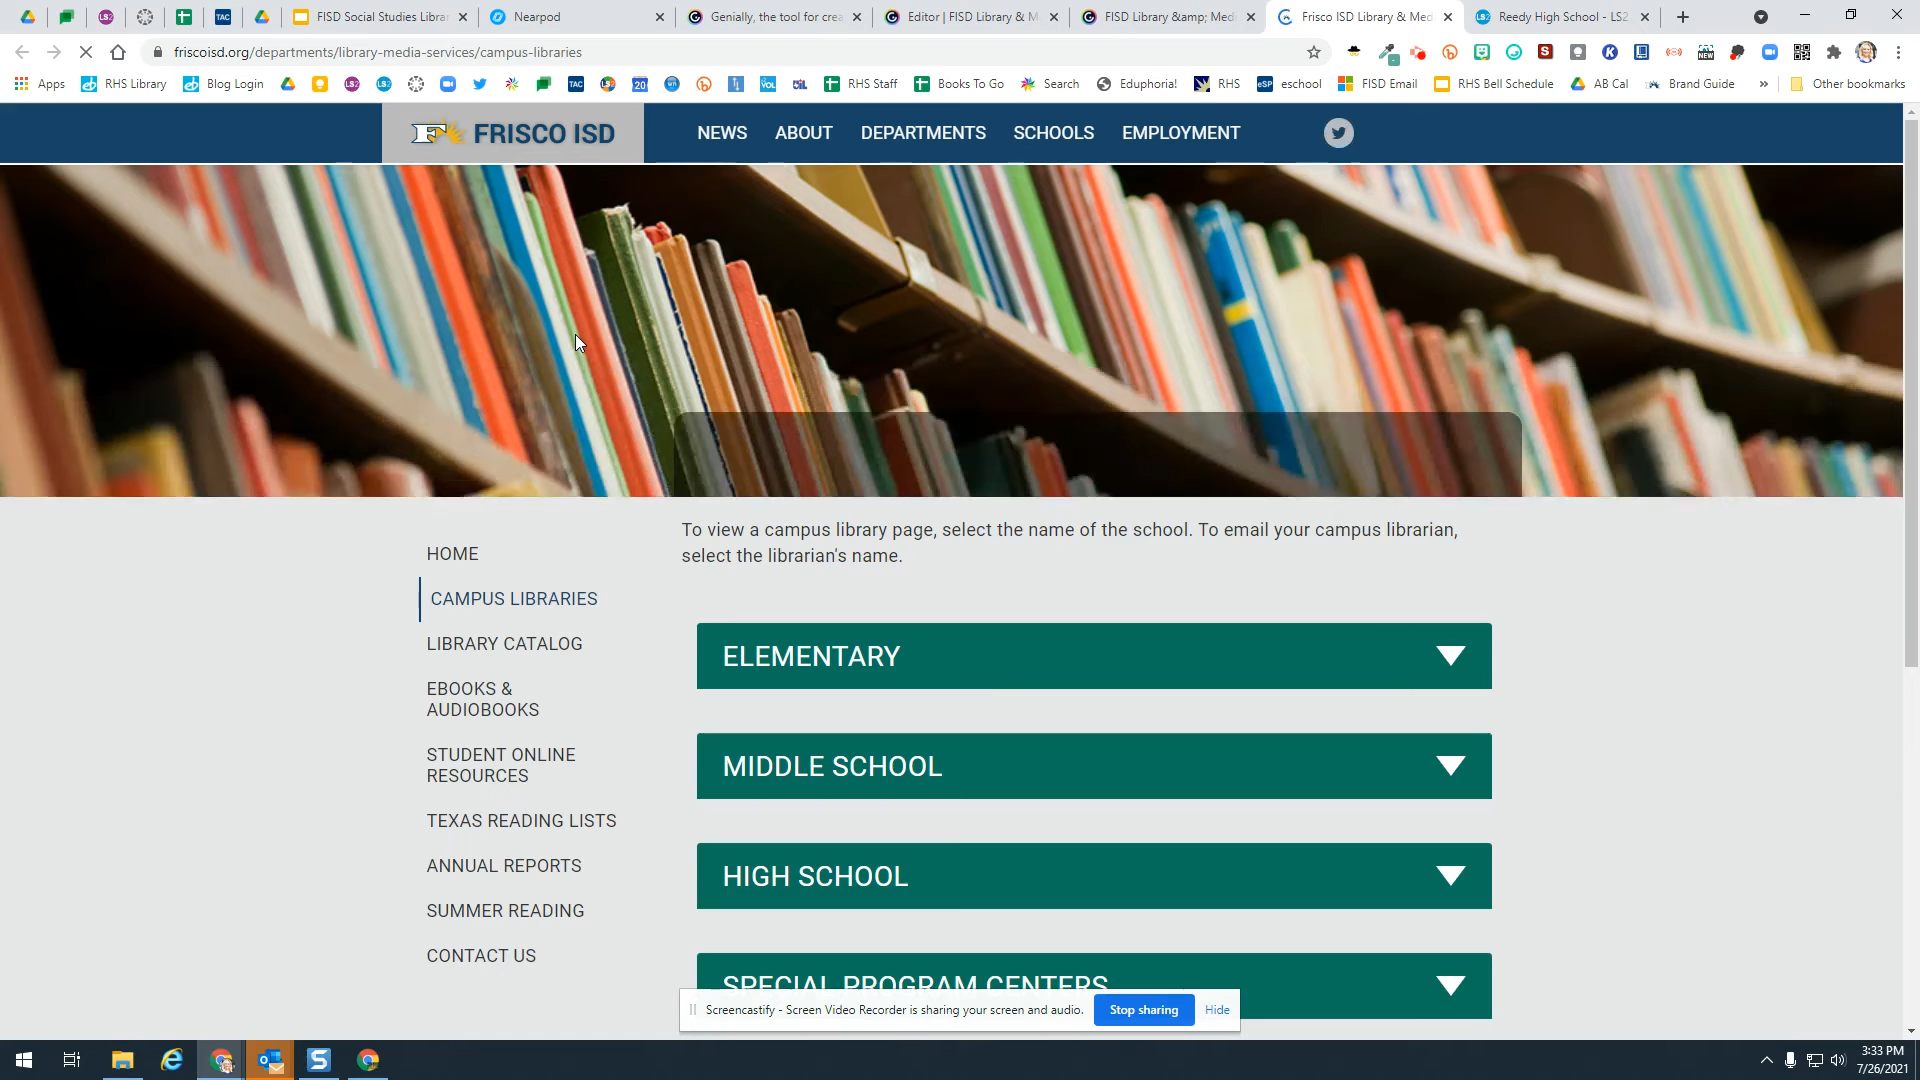 FISD Social Studies Librar
Nearpod
Genially, the tool for crea
Editor | FISD Library & M
FISD Library &amp; Medi
Frisco ISD Library & Med
Reedy High School - LS2
friscoisd.org/departments/library-media-services/campus-libraries
Apps
RHS Library
Blog Login
RHS Staff
Books To Go
Search
Eduphoria!
RHS
eschool
FISD Email
RHS Bell Schedule
AB Cal
Brand Guide
Other bookmarks
FRISCO ISD
NEWS
ABOUT
DEPARTMENTS
SCHOOLS
EMPLOYMENT
To view a campus library page, select the name of the school. To email your campus librarian,
select the librarian's name.
HOME
CAMPUS LIBRARIES
LIBRARY CATALOG
EBOOKS &
AUDIOBOOKS
STUDENT ONLINE
RESOURCES
TEXAS READING LISTS
ANNUAL REPORTS
SUMMER READING
CONTACT US
ELEMENTARY
MIDDLE SCHOOL
HIGH SCHOOL
SPECIAL PROGRAM CENTERS
Screencastify - Screen Video Recorder is sharing your screen and audio.
Stop sharing
Hide
3:33 PM
7/26/2021